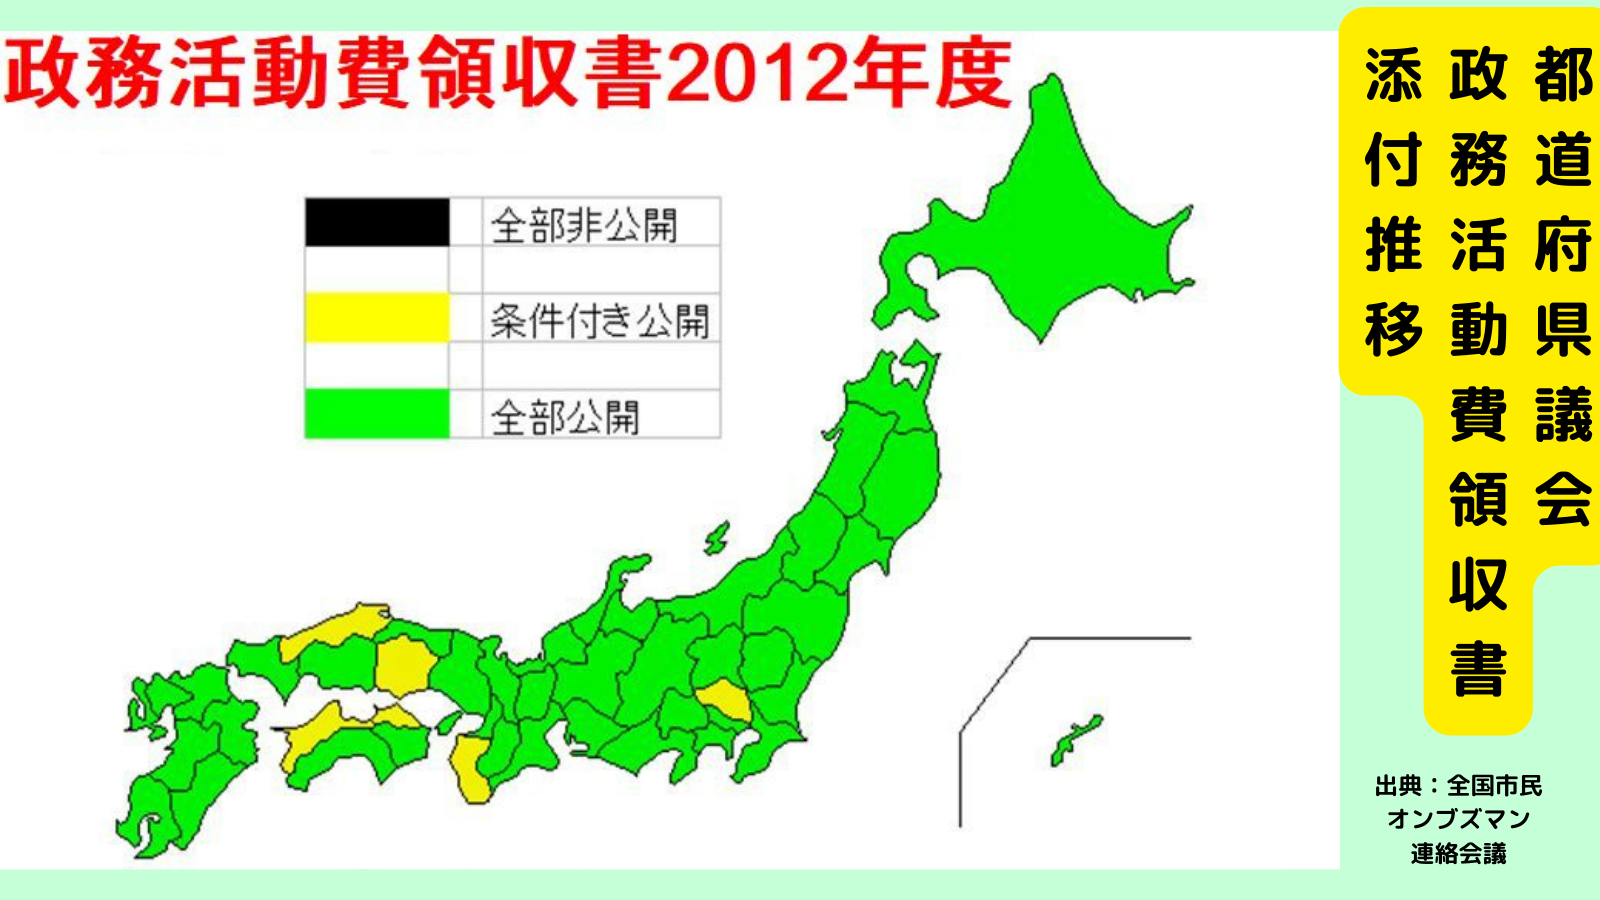 政務活動費領収書2012年度
全部非公開
条件付き公開
全部公開
都道府県議会
政務活動費領収書
添付推移
出典：全国市民
オンブズマン
連絡会議